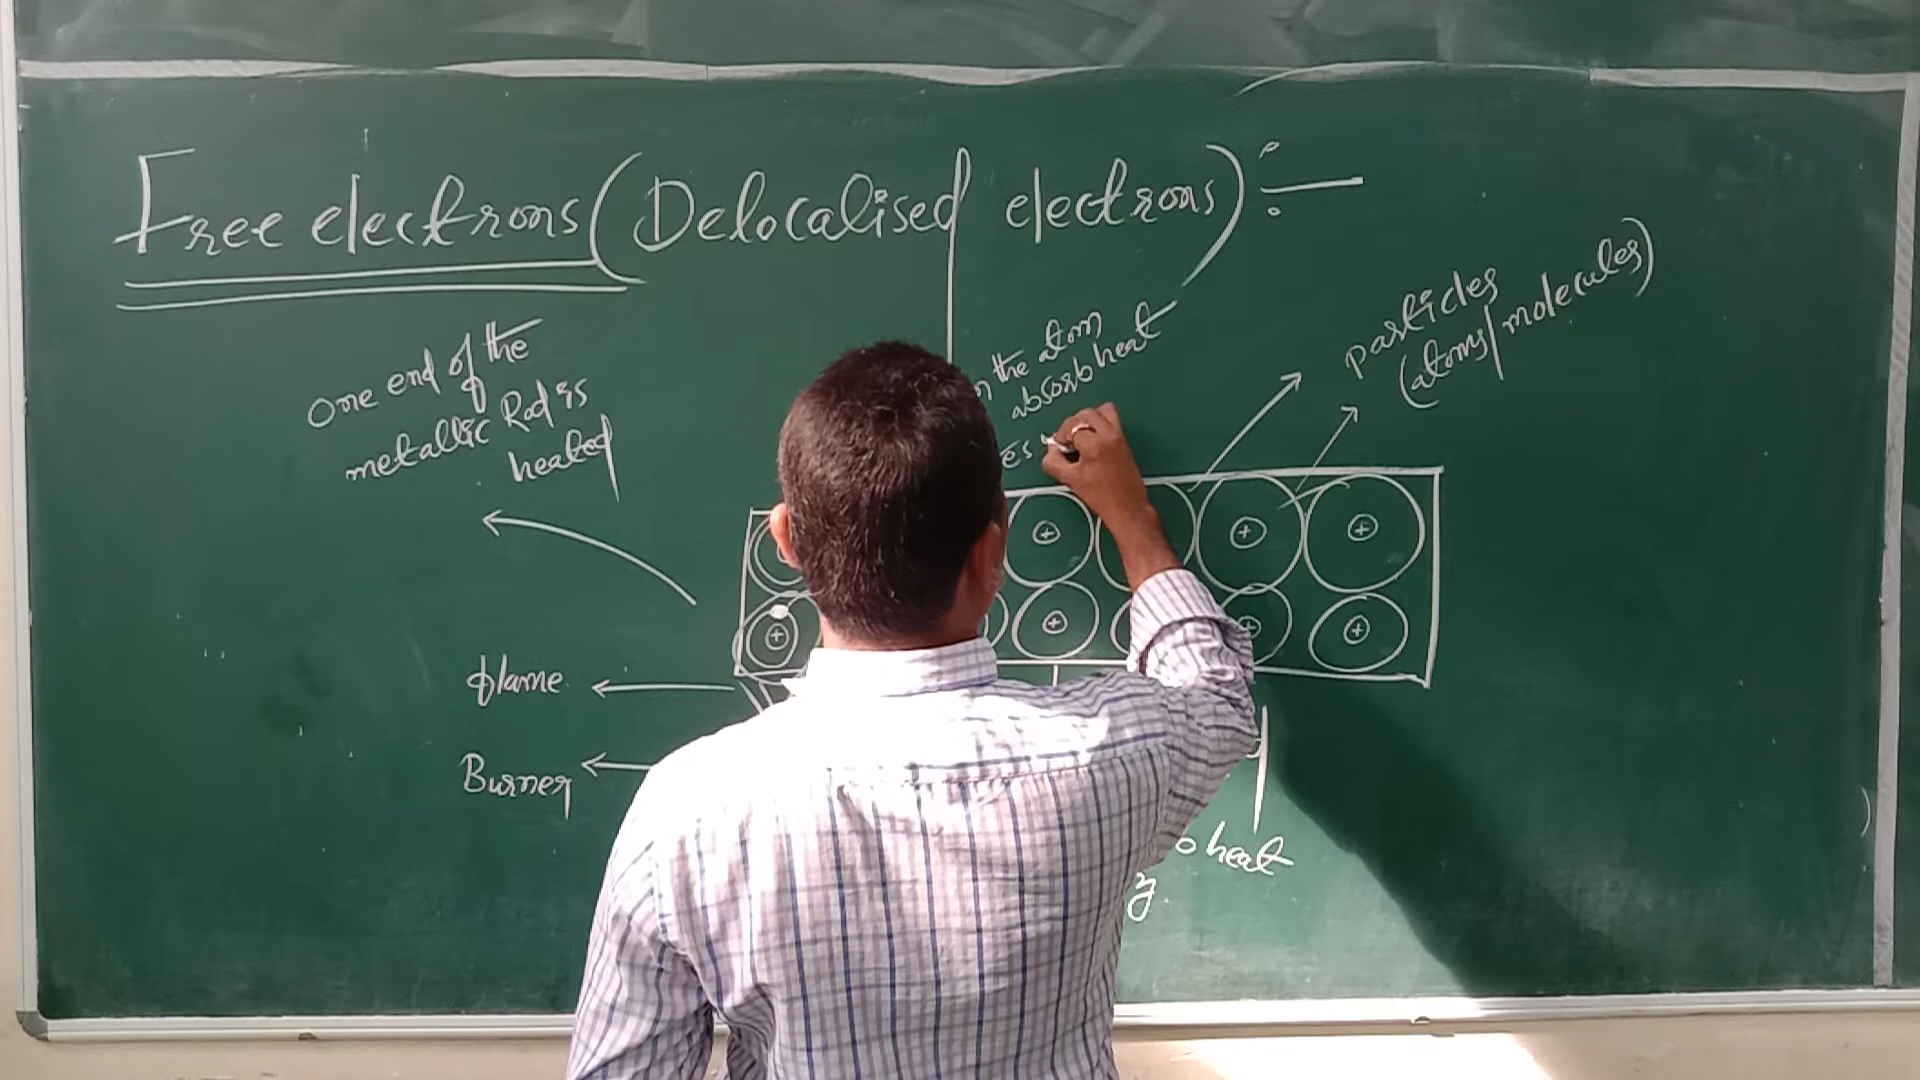 Free electrons (Delocalised electrons) :-
One end of the
metallic Rod is
heated
the atom
absorb heat
particles
(atoms/molecules)
+ + +
+ + + +
flame
Burner
heat